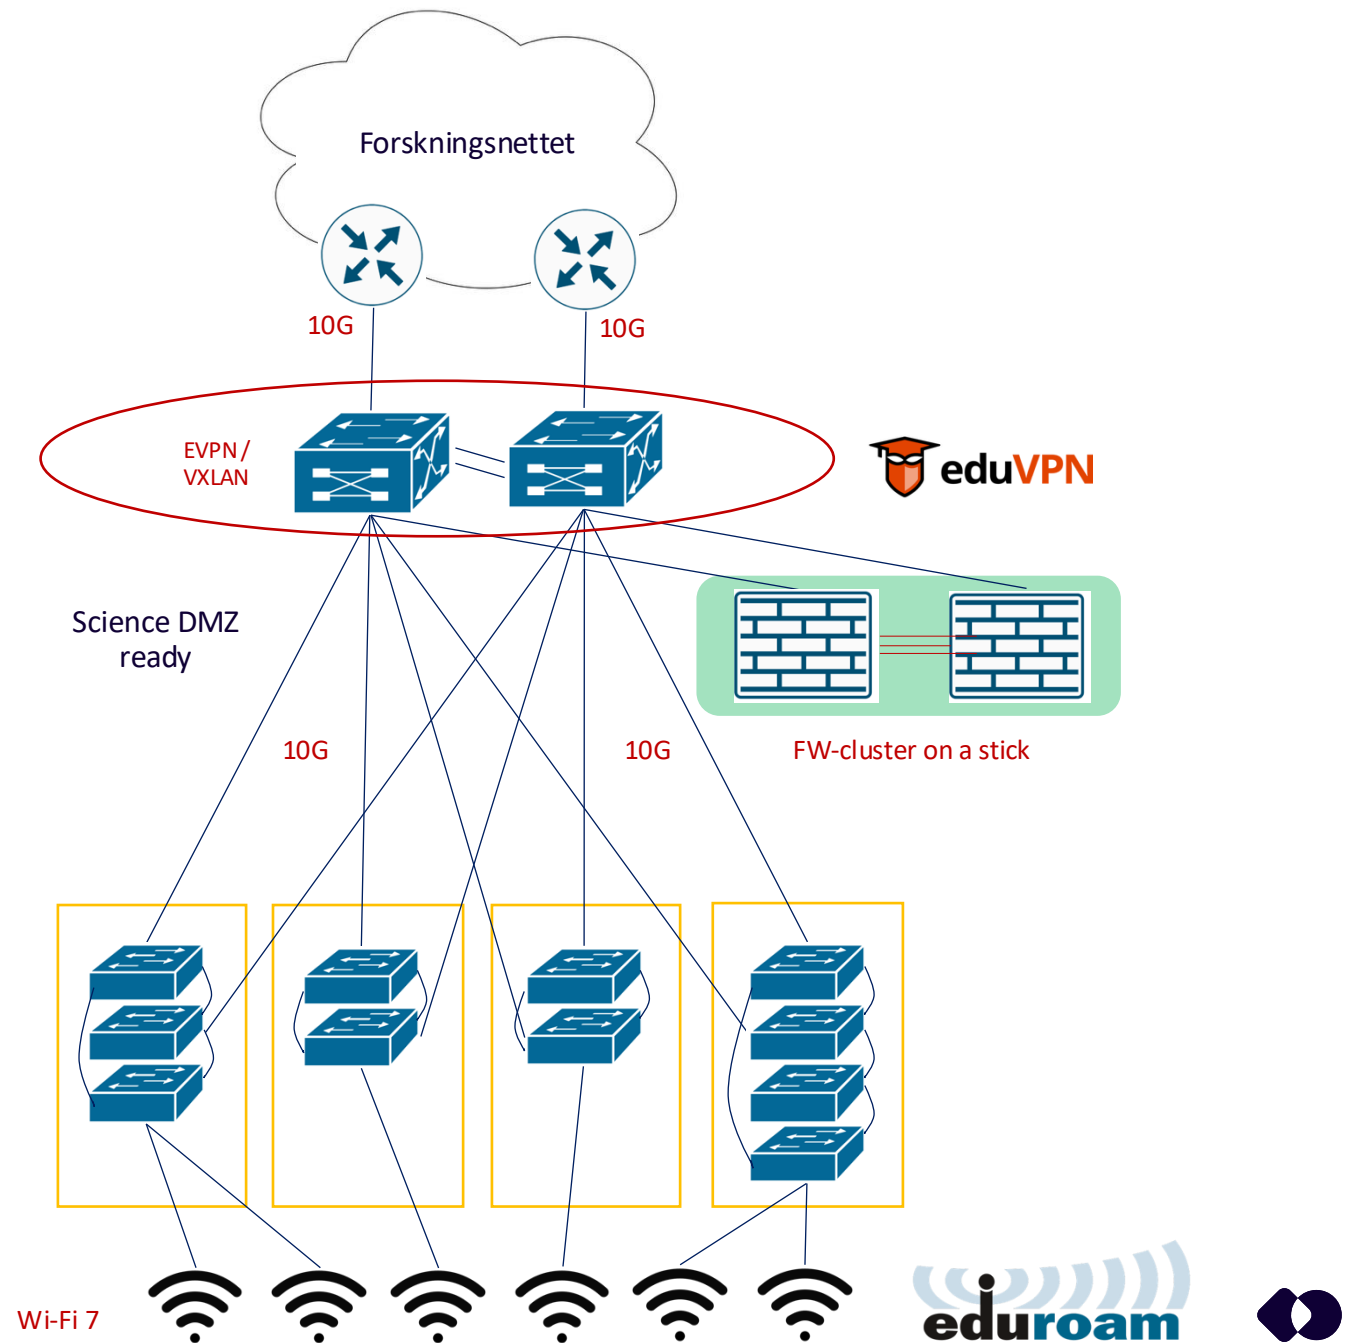 Forskningsnettet
10G
10G
EVPN /
VXLAN
eduVPN
Science DMZ
ready
10G
10G
FW-cluster on a stick
Wi-Fi 7
eduroam